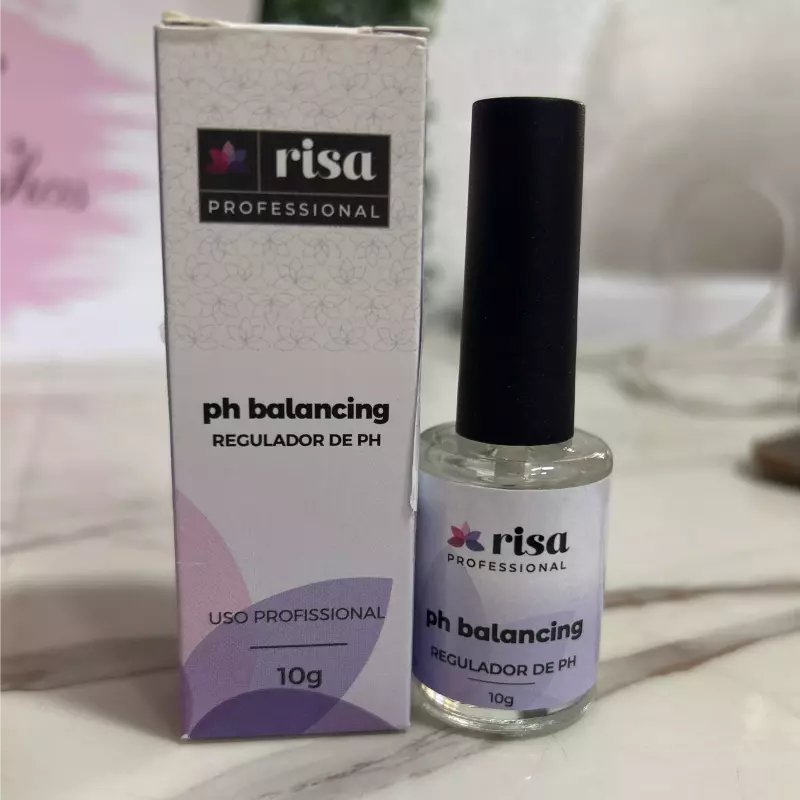 risa
PROFESSIONAL
ph balancing
REGULADOR DE PH
USO PROFISSIONAL
10g
risa
PROFESSIONAL
ph balancing
REGULADOR DE PH
10g